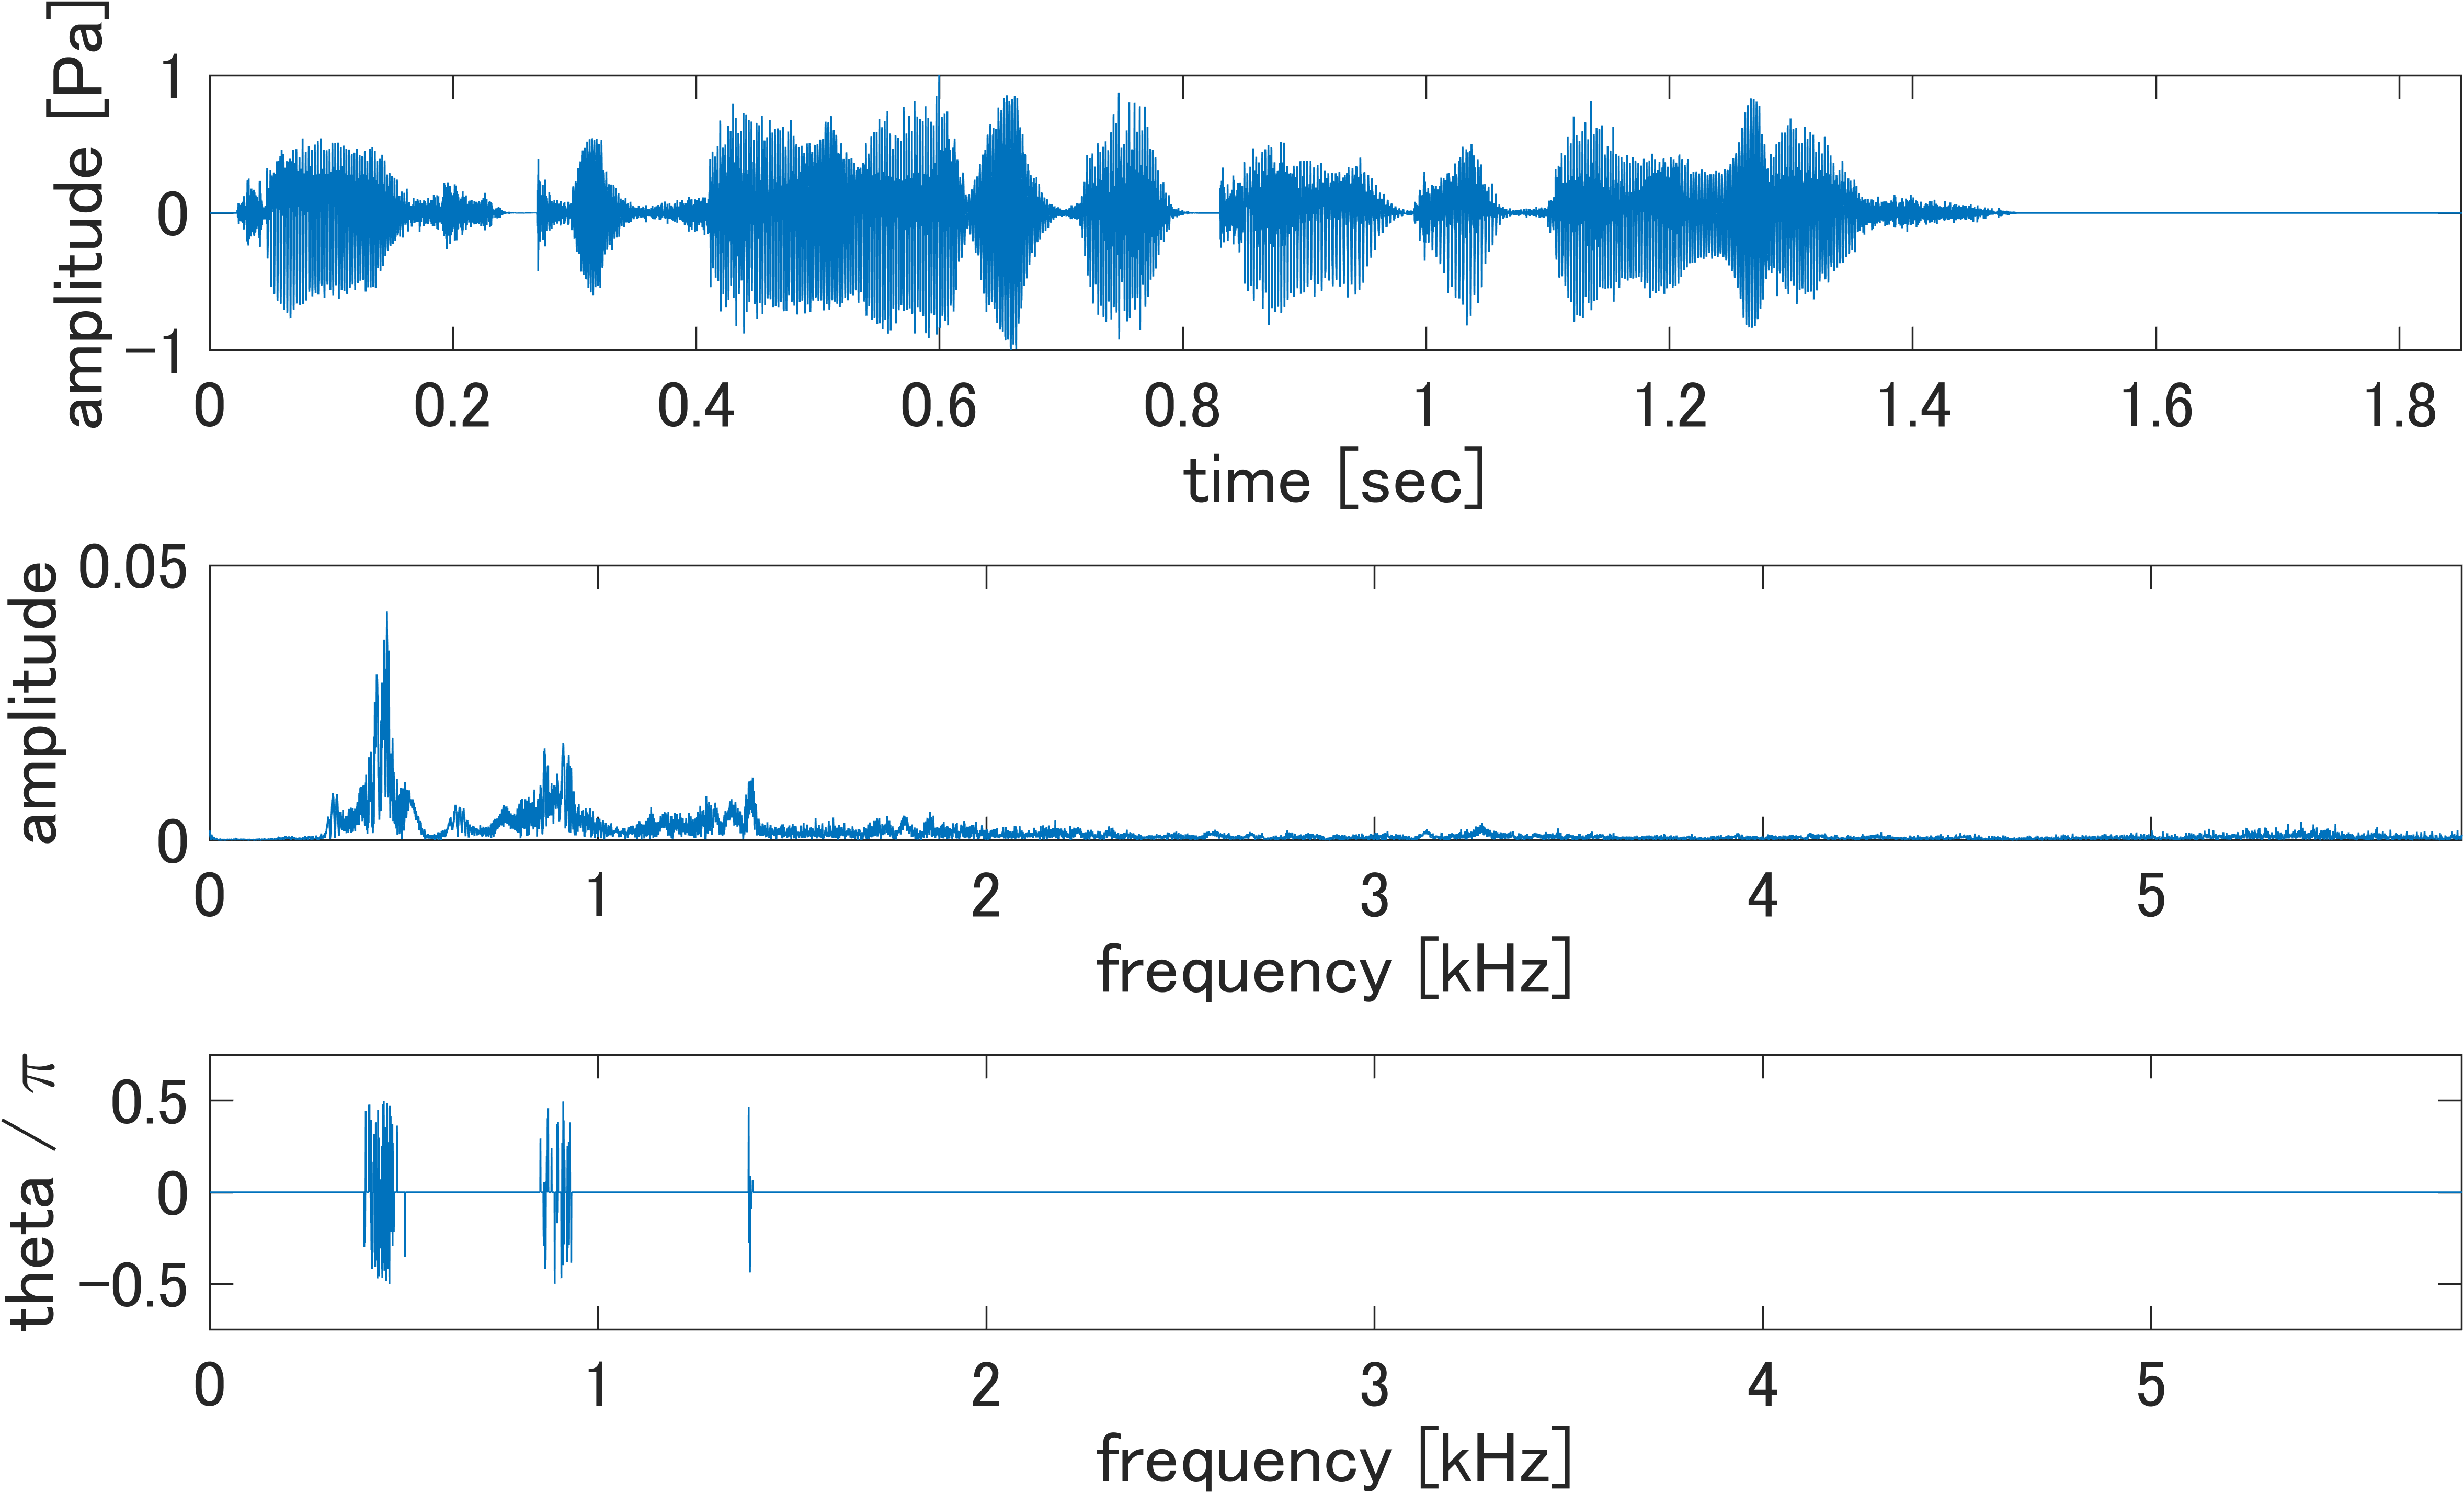 amplitude [Pa]
1
0
−1
0 0.2 0.4 0.6 0.8 1 1.2 1.4 1.6 1.8
time [sec]
amplitude
0.05
0
0 1 2 3 4 5
frequency [kHz]
theta / π
0.5
0
−0.5
0 1 2 3 4 5
frequency [kHz]